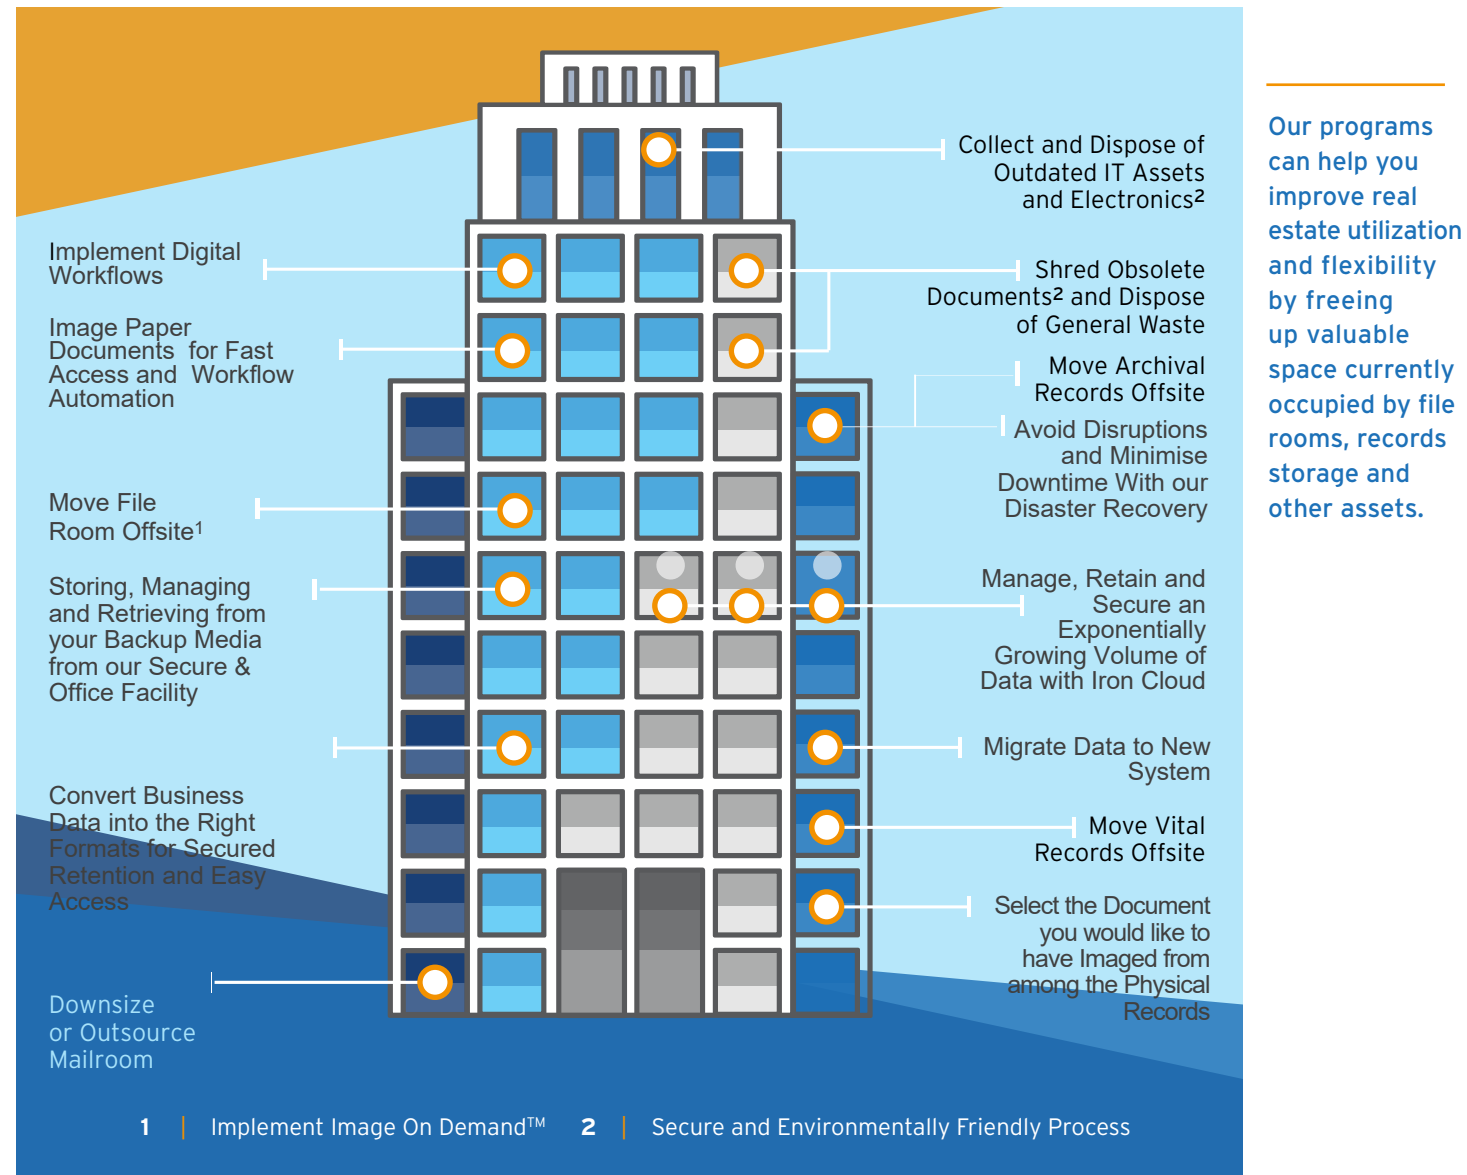 Implement Digital
Workflows
Image Paper
Documents for Fast
Access and Workflow
Automation
Move File
Room Offsite¹
Storing, Managing
and Retrieving from
your Backup Media
from our Secure &
Office Facility
Convert Business
Data into the Right
Formats for Secured
Retention and Easy
Access
Downsize
or Outsource
Mailroom
Collect and Dispose of
Outdated IT Assets
and Electronics²
Shred Obsolete
Documents² and Dispose
of General Waste
Move Archival
Records Offsite
Avoid Disruptions
and Minimise
Downtime With our
Disaster Recovery
Manage, Retain and
Secure an
Exponentially
Growing Volume of
Data with Iron Cloud
Migrate Data to New
System
Move Vital
Records Offsite
Select the Document
you would like to
have Imaged from
among the Physical
Records
Our programs
can help you
improve real
estate utilization
and flexibility
by freeing
up valuable
space currently
occupied by file
rooms, records
storage and
other assets.
1 | Implement Image On Demand™ 2 | Secure and Environmentally Friendly Process